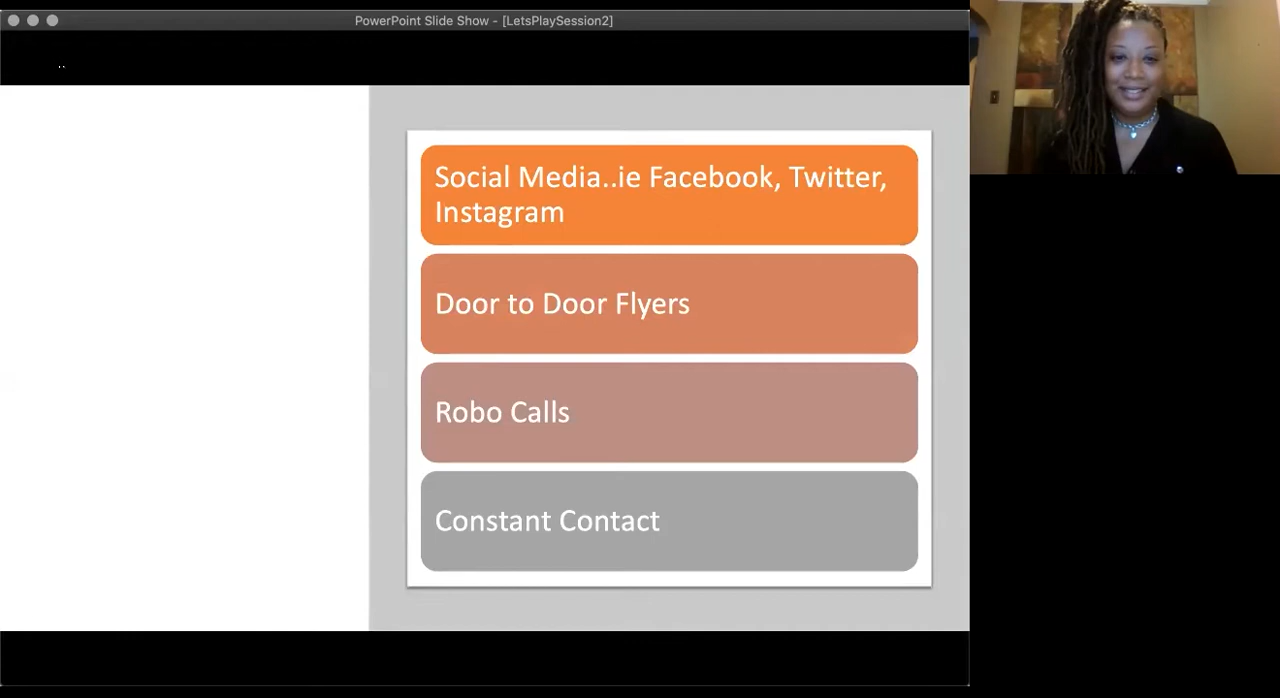 PowerPoint Slide Show - [LetsPlaySession2]
Social Media..ie Facebook, Twitter,
Instagram
Door to Door Flyers
Robo Calls
Constant Contact